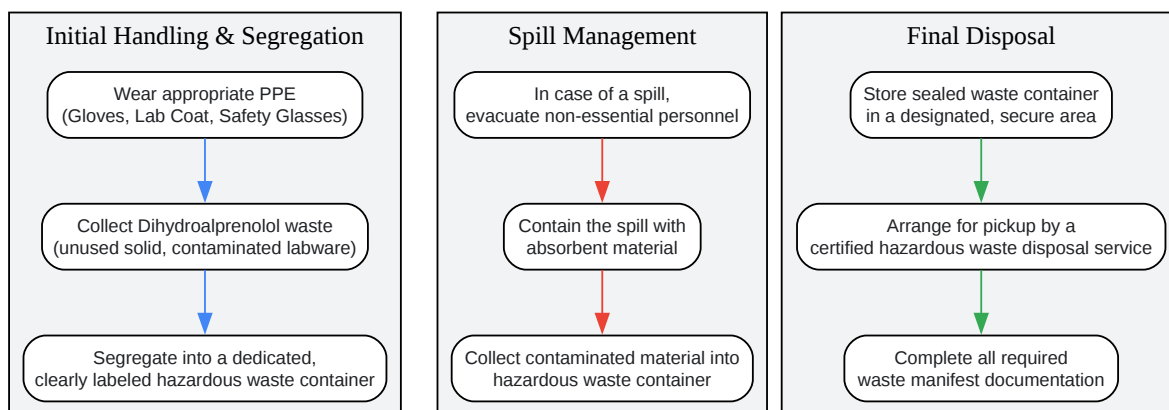 Initial Handling & Segregation
Wear appropriate PPE
(Gloves, Lab Coat, Safety Glasses)
Collect Dihydroalprenolol waste
(unused solid, contaminated labware)
Segregate into a dedicated,
clearly labeled hazardous waste container
Spill Management
In case of a spill,
evacuate non-essential personnel
Contain the spill with
absorbent material
Collect contaminated material into
hazardous waste container
Final Disposal
Store sealed waste container
in a designated, secure area
Arrange for pickup by a
certified hazardous waste disposal service
Complete all required
waste manifest documentation